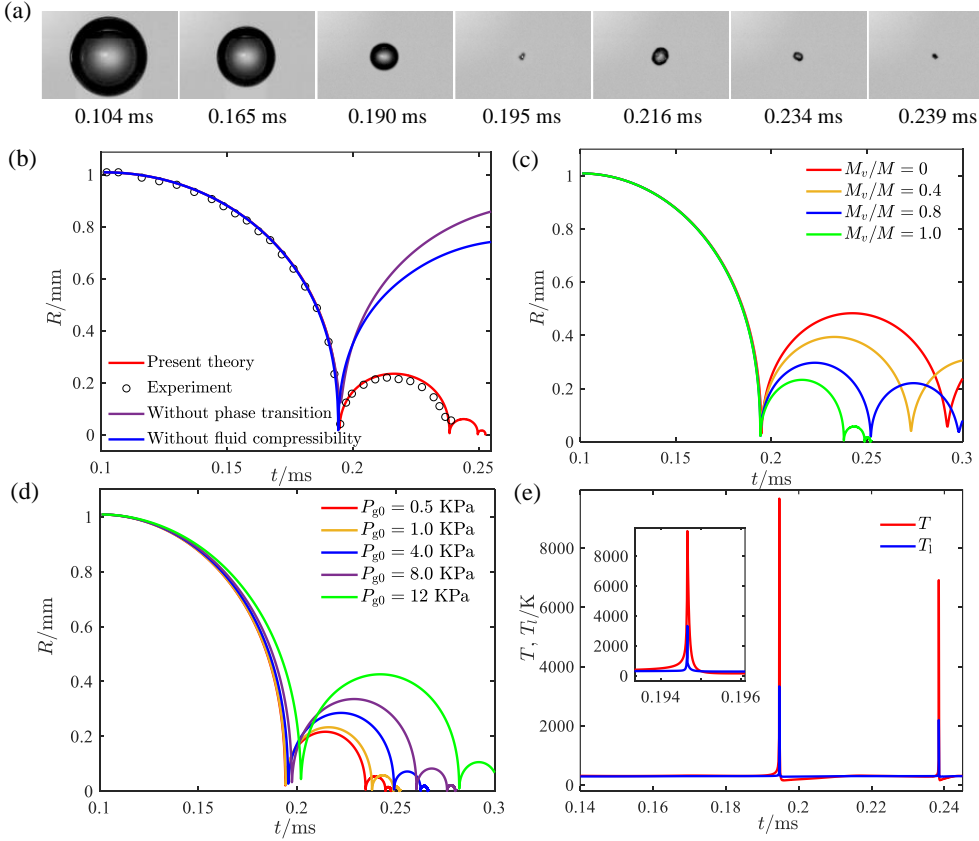 (a)
0.104 ms 0.165 ms 0.190 ms 0.195 ms 0.216 ms 0.234 ms 0.239 ms
(b)
R/mm
1
0.8
0.6
0.4
0.2
0
Present theory
Experiment
Without phase transition
Without fluid compressibility
0.1 0.15 0.2 0.25
t/ms
(c)
R/mm
1
0.8
0.6
0.4
0.2
0
M_v/M = 0
M_v/M = 0.4
M_v/M = 0.8
M_v/M = 1.0
0.1 0.15 0.2 0.25 0.3
t/ms
(d)
R/mm
1
0.8
0.6
0.4
0.2
0
P_g0 = 0.5 KPa
P_g0 = 1.0 KPa
P_g0 = 4.0 KPa
P_g0 = 8.0 KPa
P_g0 = 12 KPa
0.1 0.15 0.2 0.25 0.3
t/ms
(e)
T, T_l/K
8000
6000
4000
2000
0
T
T_l
8000
6000
4000
2000
0
0.194 0.196
0.14 0.16 0.18 0.2 0.22 0.24
t/ms